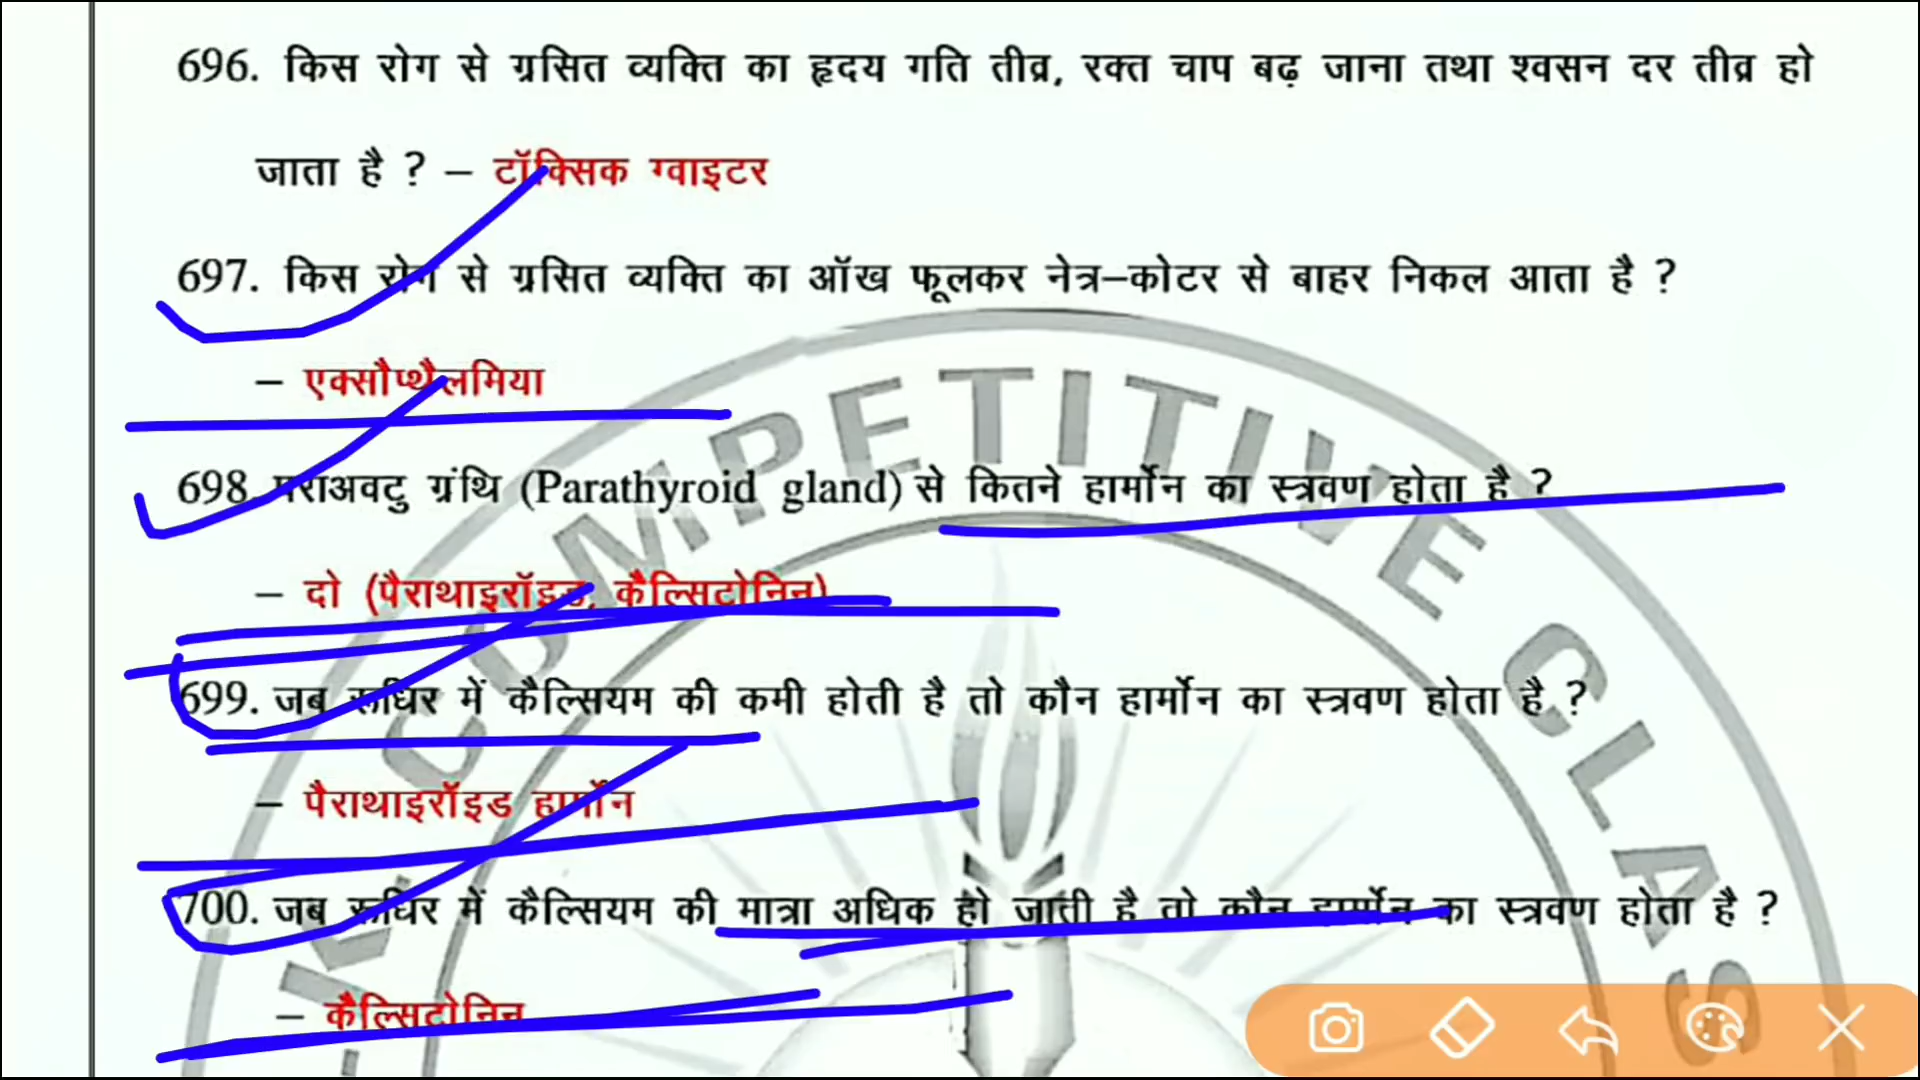 696. किस रोग से ग्रसित व्यक्ति का हृदय गति तीव्र, रक्त चाप बढ़ जाना तथा श्वसन दर तीव्र हो
जाता है ? – टॉक्सिक ग्वाइटर
697. किस रोग से ग्रसित व्यक्ति का ऑख फूलकर नेत्र–कोटर से बाहर निकल आता है ?
– एक्सौप्थैलमिया
698. पराअवटु ग्रंथि (Parathyroid gland) से कितने हार्मोन का स्त्रवण होता है ?
– दो (पैराथाइरॉइड, कैल्सिटोनिन)
699. जब रूधिर में कैल्सियम की कमी होती है तो कौन हार्मोन का स्त्रवण होता है ?
– पैराथाइरॉइड हार्मोन
700. जब रूधिर में कैल्सियम की मात्रा अधिक हो जाती है तो कौन हार्मोन का स्त्रवण होता है ?
– कैल्सिटोनिन
COMPETITIVE CLAS